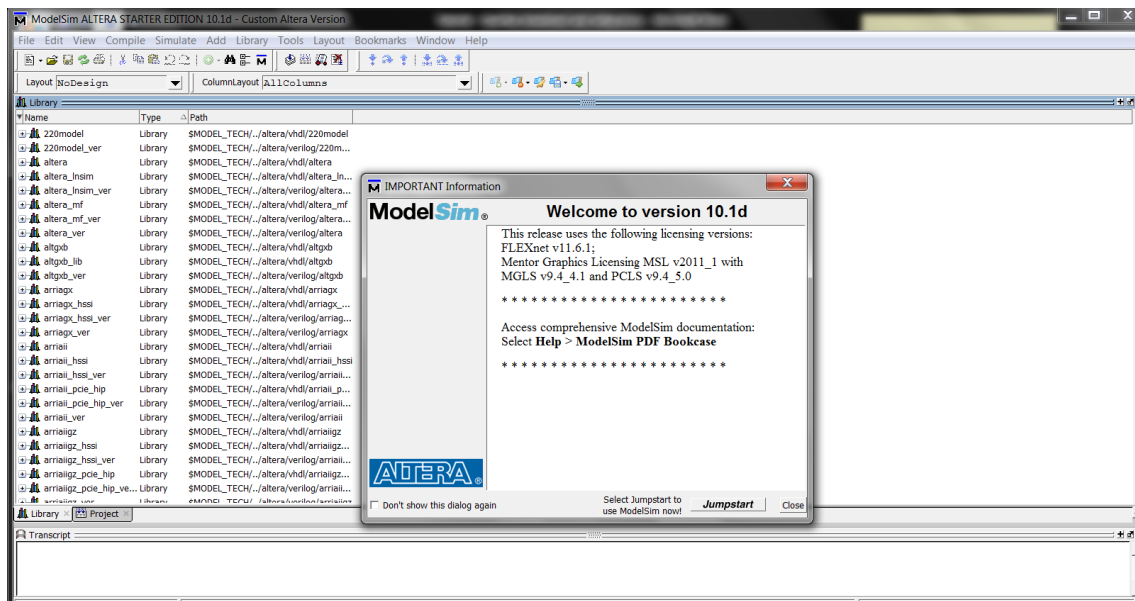 ModelSim ALTERA STARTER EDITION 10.1d - Custom Altera Version
File Edit View Compile Simulate Add Library Tools Layout Bookmarks Window Help
Layout NoDesign ColumnLayout AllColumns
Library
Name Type Path
220model Library $MODEL_TECH/../altera/vhdl/220model
220model_ver Library $MODEL_TECH/../altera/verilog/220m...
altera Library $MODEL_TECH/../altera/vhdl/altera
altera_lnsim Library $MODEL_TECH/../altera/vhdl/altera_ln...
altera_lnsim_ver Library $MODEL_TECH/../altera/verilog/altera...
altera_mf Library $MODEL_TECH/../altera/vhdl/altera_mf
altera_mf_ver Library $MODEL_TECH/../altera/verilog/altera...
altera_ver Library $MODEL_TECH/../altera/verilog/altera
altgxb Library $MODEL_TECH/../altera/vhdl/altgxb
altgxb_lib Library $MODEL_TECH/../altera/vhdl/altgxb
altgxb_ver Library $MODEL_TECH/../altera/verilog/altgxb
arriagx Library $MODEL_TECH/../altera/vhdl/arriagx
arriagx_hssi Library $MODEL_TECH/../altera/vhdl/arriagx_...
arriagx_hssi_ver Library $MODEL_TECH/../altera/verilog/arriag...
arriagx_ver Library $MODEL_TECH/../altera/verilog/arriagx
arriaii Library $MODEL_TECH/../altera/vhdl/arriaii
arriaii_hssi Library $MODEL_TECH/../altera/vhdl/arriaii_hssi
arriaii_hssi_ver Library $MODEL_TECH/../altera/verilog/arriaii...
arriaii_pcie_hip Library $MODEL_TECH/../altera/vhdl/arriaii_p...
arriaii_pcie_hip_ver Library $MODEL_TECH/../altera/verilog/arriaii...
arriaii_ver Library $MODEL_TECH/../altera/verilog/arriaii
arriaiigz Library $MODEL_TECH/../altera/vhdl/arriaiigz
arriaiigz_hssi Library $MODEL_TECH/../altera/vhdl/arriaiigz...
arriaiigz_hssi_ver Library $MODEL_TECH/../altera/verilog/arriaii...
arriaiigz_pcie_hip Library $MODEL_TECH/../altera/vhdl/arriaiigz...
arriaiigz_pcie_hip_ve... Library $MODEL_TECH/../altera/verilog/arriaii...
arriaiigz_ver Library $MODEL_TECH/../altera/verilog/arriaiigz
Library Project
Transcript
IMPORTANT Information
ModelSim®
Welcome to version 10.1d
This release uses the following licensing versions:
FLEXnet v11.6.1;
Mentor Graphics Licensing MSL v2011_1 with
MGLS v9.4_4.1 and PCLS v9.4_5.0
* * * * * * * * * * * * * * * * * * * * * * *
Access comprehensive ModelSim documentation:
Select Help > ModelSim PDF Bookcase
* * * * * * * * * * * * * * * * * * * * * * *
ALTERA®
Don't show this dialog again
Select Jumpstart to
use ModelSim now!
Jumpstart
Close